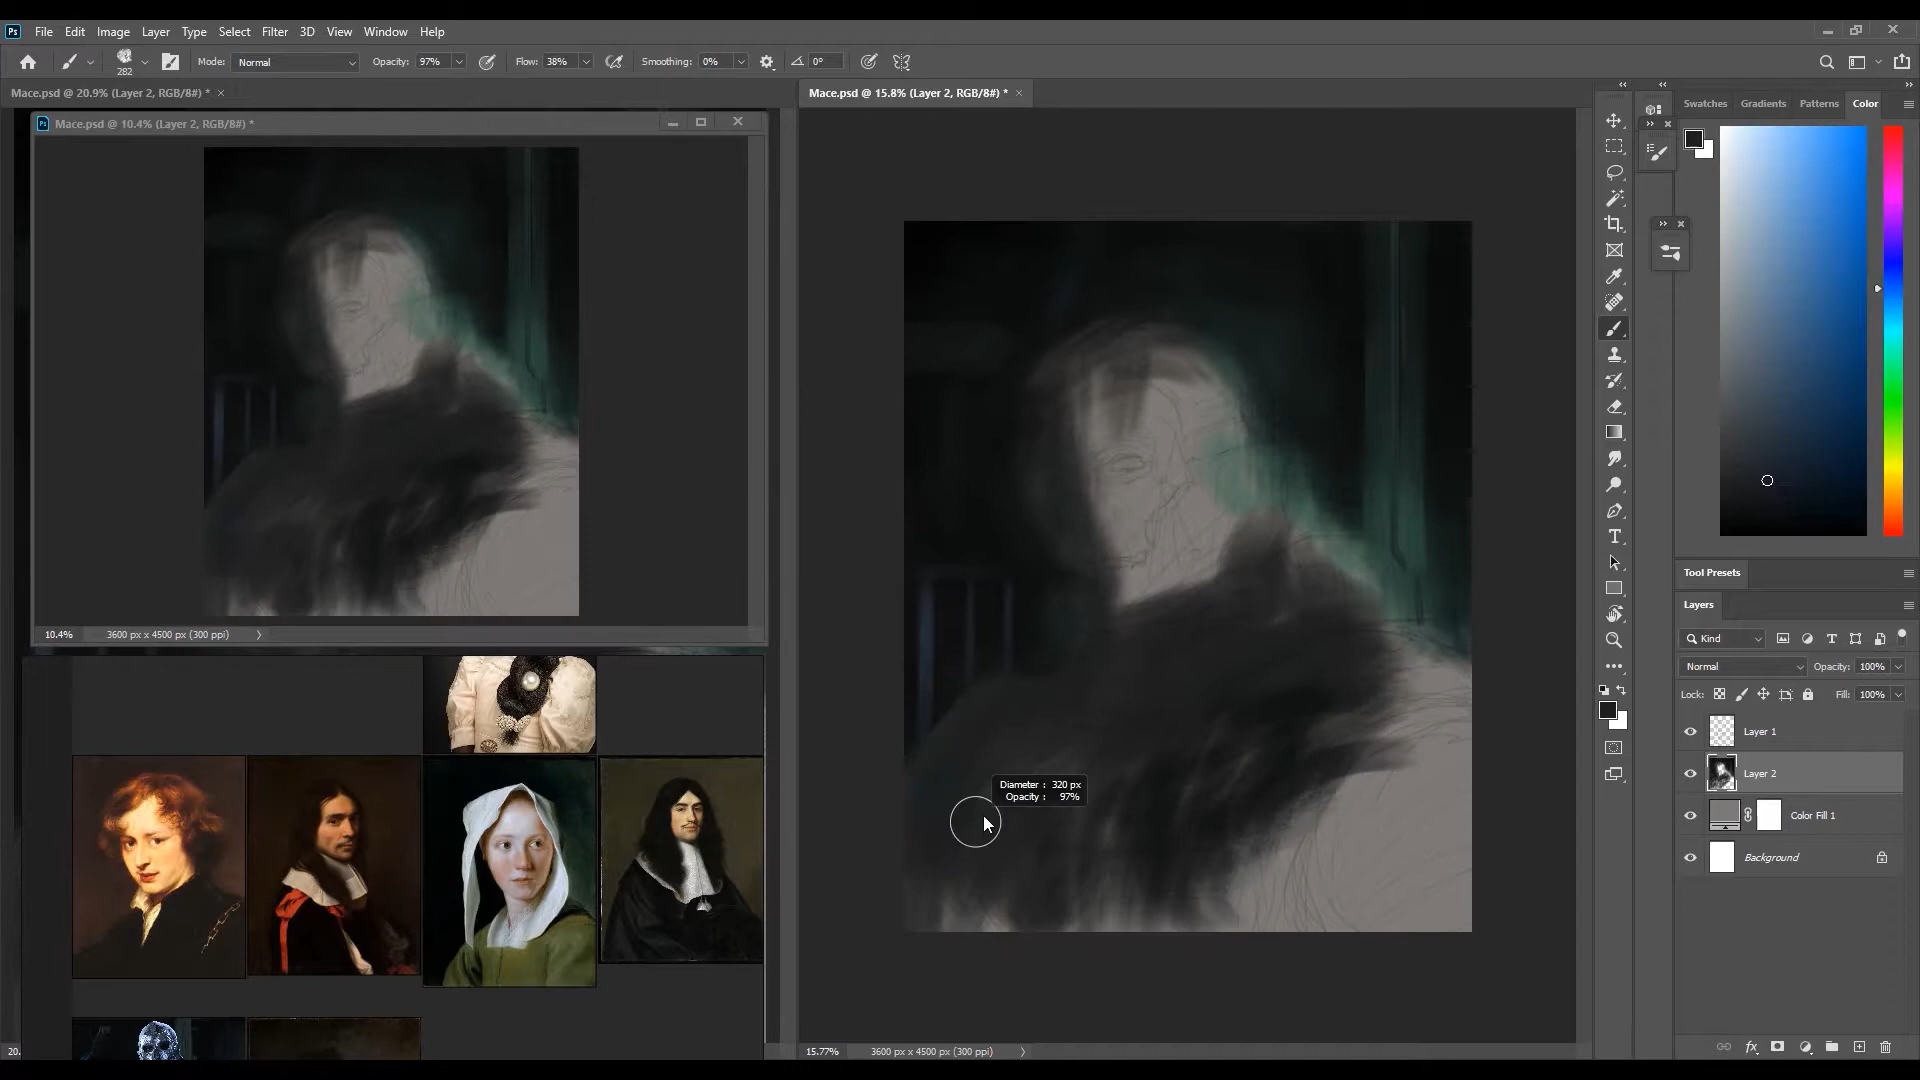 Ps File Edit Image Layer Type Select Filter 3D View Window Help
282 Mode: Normal Opacity: 97% Flow: 38% Smoothing: 0% 0°
Mace.psd @ 20.9% (Layer 2, RGB/8#) *
Mace.psd @ 15.8% (Layer 2, RGB/8#) *
Swatches Gradients Patterns Color
Ps Mace.psd @ 10.4% (Layer 2, RGB/8#) *
10.4% 3600 px x 4500 px (300 ppi)
Diameter : 320 px
Opacity : 97%
Tool Presets
Layers
Kind
Normal Opacity: 100%
Lock: Fill: 100%
Layer 1
Layer 2
Color Fill 1
Background
fx
20.
15.77% 3600 px x 4500 px (300 ppi)